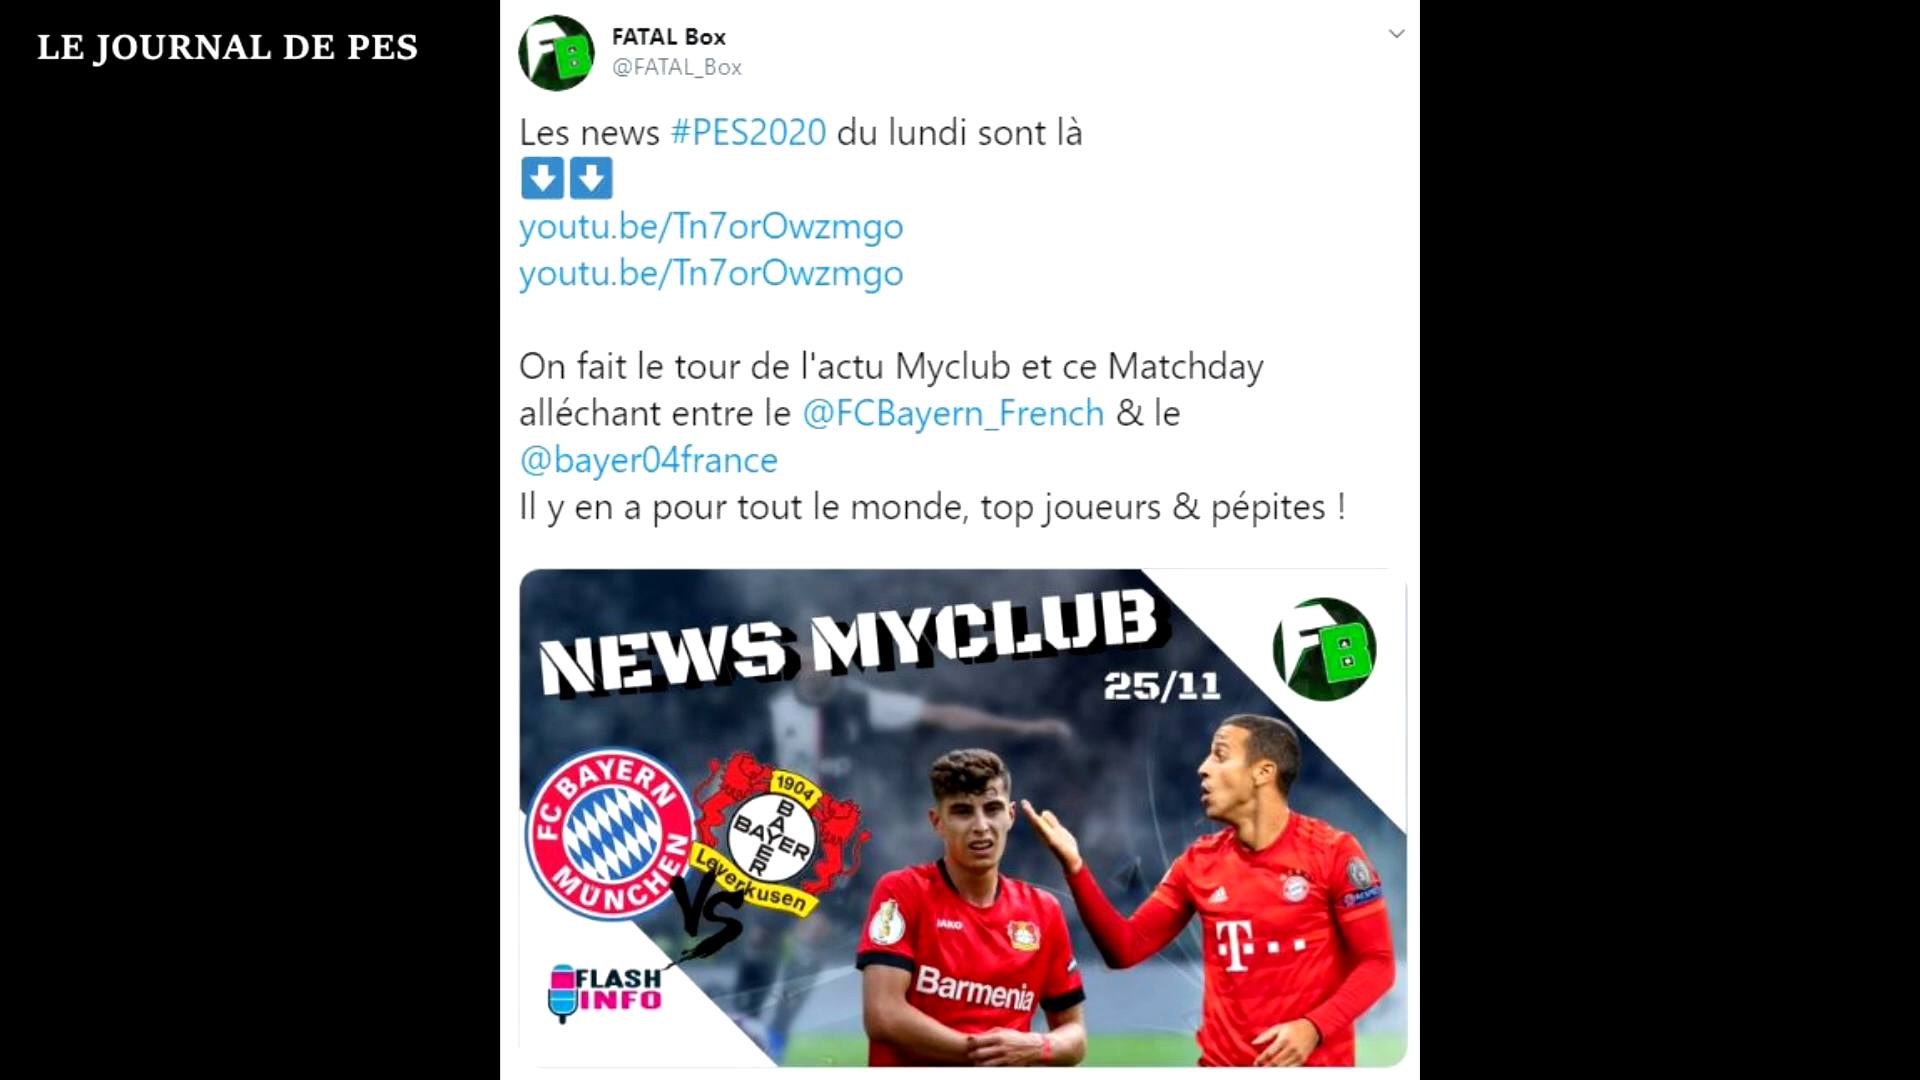 LE JOURNAL DE PES
FATAL Box
@FATAL_Box
Les news #PES2020 du lundi sont là
youtu.be/Tn7orOwzmgo
youtu.be/Tn7orOwzmgo
On fait le tour de l'actu Myclub et ce Matchday
alléchant entre le @FCBayern_French & le
@bayer04france
Il y en a pour tout le monde, top joueurs & pépites !
NEWS MYCLUB
25/11
FB
FC BAYERN
MÜNCHEN
1904
BAYER
BAYER
Leverkusen
VS
JAKO
Barmenia
T
FLASH
INFO